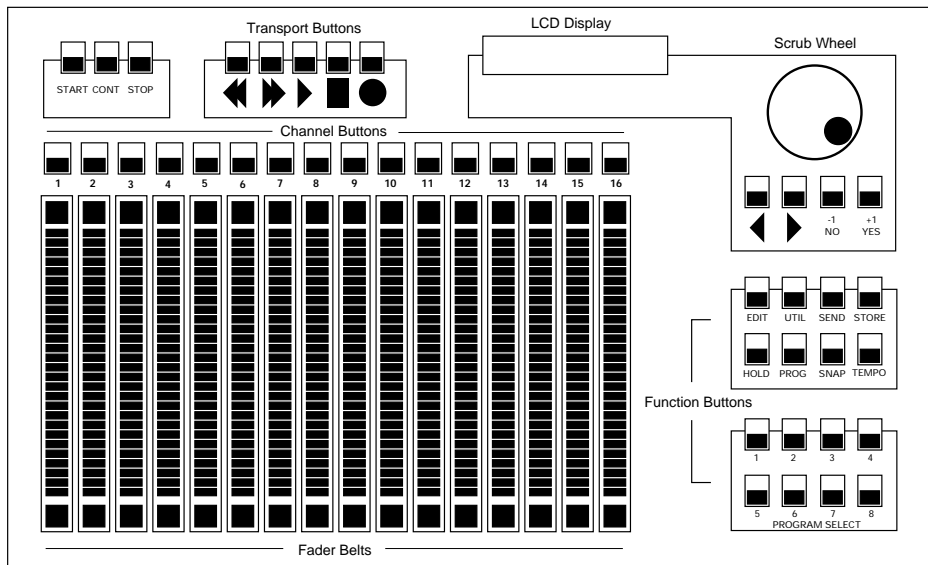 Transport Buttons
LCD Display
Scrub Wheel
START CONT STOP
Channel Buttons
1 2 3 4 5 6 7 8 9 10 11 12 13 14 15 16
-1 +1
NO YES
EDIT UTIL SEND STORE
HOLD PROG SNAP TEMPO
Function Buttons
1 2 3 4
5 6 7 8
PROGRAM SELECT
Fader Belts